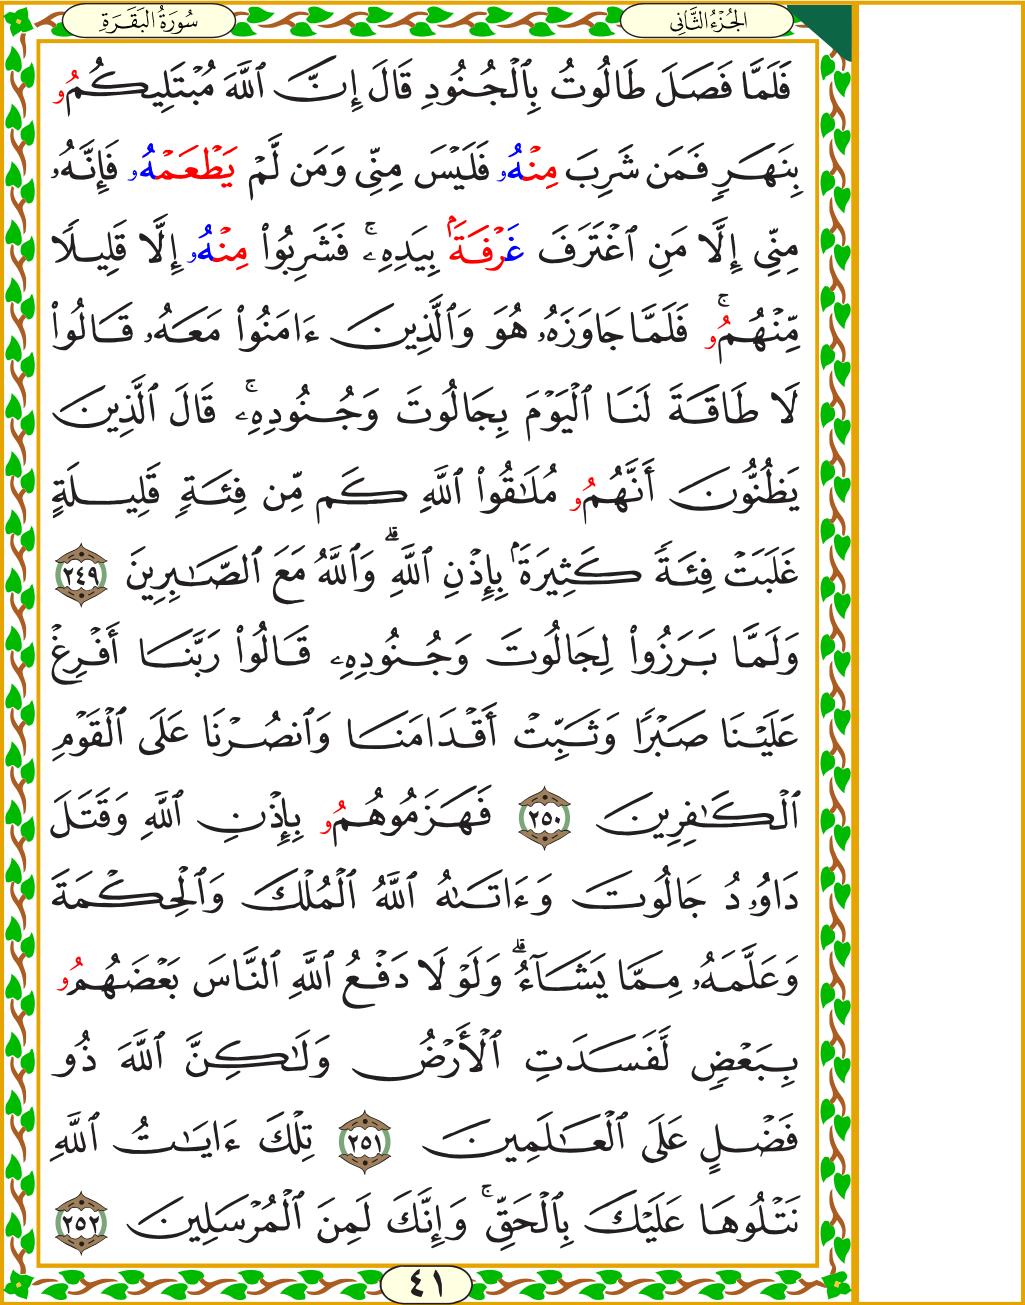 الجُزْءُ الثَّانِي
سُورَةُ البَقَرَةِ
فَلَمَّا فَصَلَ طَالُوتُ بِٱلْجُنُودِ قَالَ إِنَّ ٱللَّهَ مُبْتَلِيكُمُۥ
بِنَهَرٍ فَمَن شَرِبَ مِنْهُۥ فَلَيْسَ مِنِّى وَمَن لَّمْ يَطْعَمْهُۥ فَإِنَّهُۥ
مِنِّى إِلَّا مَنِ ٱغْتَرَفَ غَرْفَةَۢ بِيَدِهِۦ ۚ فَشَرِبُوا۟ مِنْهُۥ إِلَّا قَلِيلًا
مِّنْهُمُۥ ۚ فَلَمَّا جَاوَزَهُۥ هُوَ وَٱلَّذِينَ ءَامَنُوا۟ مَعَهُۥ قَالُوا۟
لَا طَاقَةَ لَنَا ٱلْيَوْمَ بِجَالُوتَ وَجُنُودِهِۦ ۚ قَالَ ٱلَّذِينَ
يَظُنُّونَ أَنَّهُمُۥ مُلَٰقُوا۟ ٱللَّهِ كَم مِّن فِئَةٍ قَلِيلَةٍ
غَلَبَتْ فِئَةً كَثِيرَةَۢ بِإِذْنِ ٱللَّهِ ۗ وَٱللَّهُ مَعَ ٱلصَّٰبِرِينَ ٢٤٩
وَلَمَّا بَرَزُوا۟ لِجَالُوتَ وَجُنُودِهِۦ قَالُوا۟ رَبَّنَا أَفْرِغْ
عَلَيْنَا صَبْرًا وَثَبِّتْ أَقْدَامَنَا وَٱنصُرْنَا عَلَى ٱلْقَوْمِ
ٱلْكَٰفِرِينَ ٢٥٠ فَهَزَمُوهُمُۥ بِإِذْنِ ٱللَّهِ وَقَتَلَ
دَاوُۥدُ جَالُوتَ وَءَاتَىٰهُ ٱللَّهُ ٱلْمُلْكَ وَٱلْحِكْمَةَ
وَعَلَّمَهُۥ مِمَّا يَشَآءُ ۗ وَلَوْلَا دَفْعُ ٱللَّهِ ٱلنَّاسَ بَعْضَهُمُۥ
بِبَعْضٍ لَّفَسَدَتِ ٱلْأَرْضُ وَلَٰكِنَّ ٱللَّهَ ذُو
فَضْلٍ عَلَى ٱلْعَٰلَمِينَ ٢٥١ تِلْكَ ءَايَٰتُ ٱللَّهِ
نَتْلُوهَا عَلَيْكَ بِٱلْحَقِّ ۚ وَإِنَّكَ لَمِنَ ٱلْمُرْسَلِينَ ٢٥٢
٤١